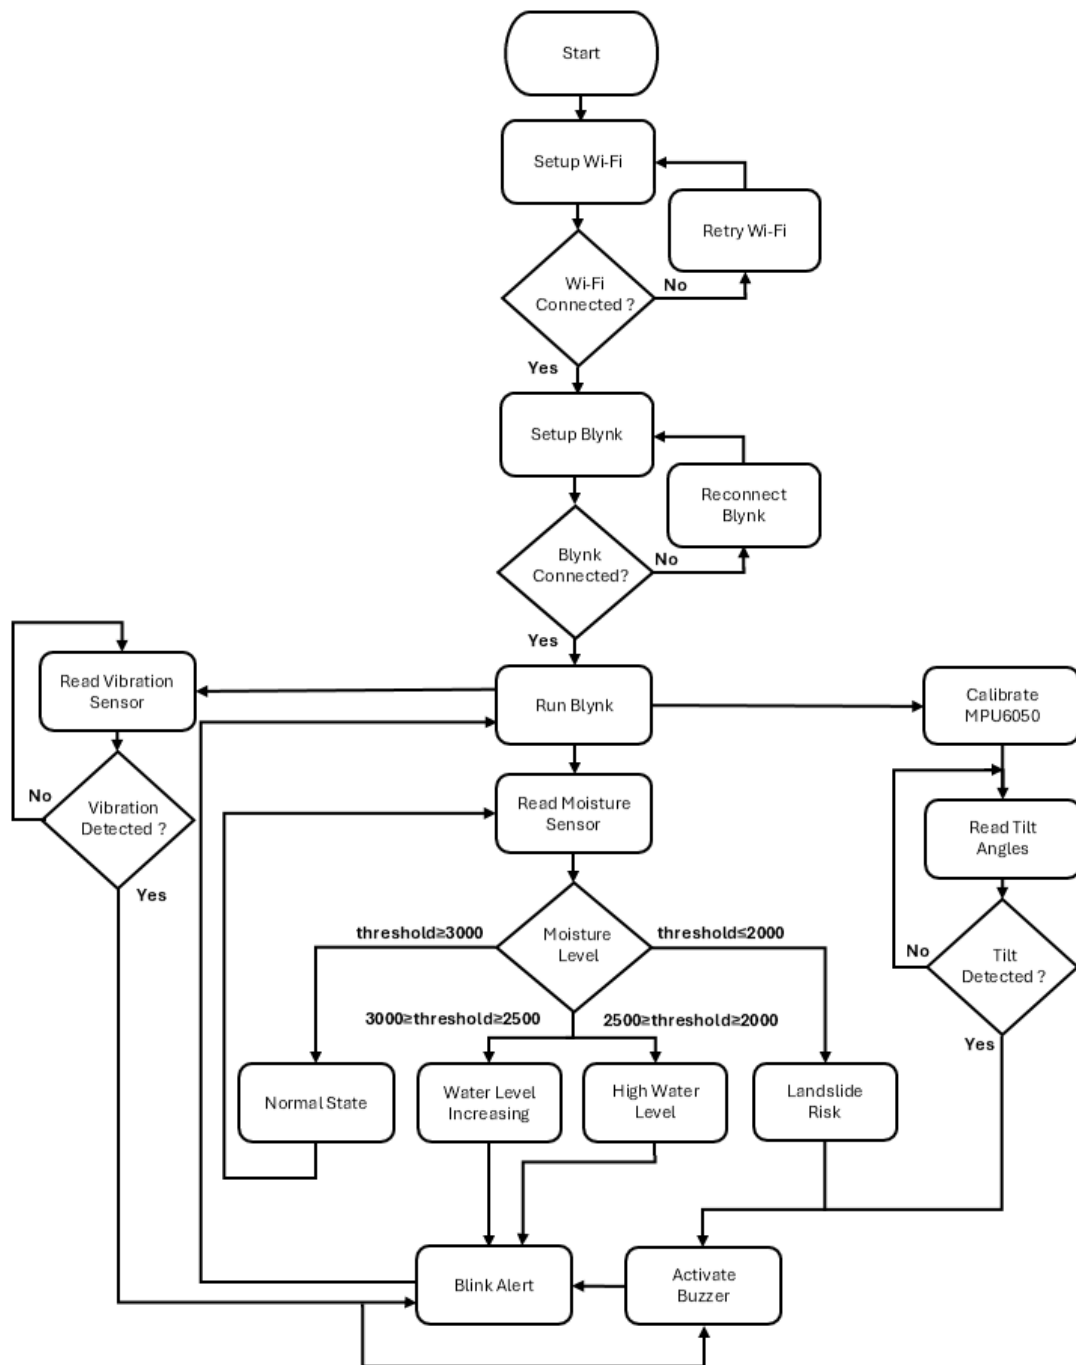 Start
Setup Wi-Fi
Retry Wi-Fi
Wi-Fi
Connected ?
No
Yes
Setup Blynk
Reconnect
Blynk
Blynk
Connected?
No
Yes
Read Vibration
Sensor
Run Blynk
Calibrate
MPU6050
No
Vibration
Detected ?
Yes
Read Moisture
Sensor
Read Tilt
Angles
threshold≥3000
Moisture
Level
threshold≤2000
No
Tilt
Detected ?
Yes
3000≥threshold≥2500
2500≥threshold≥2000
Normal State
Water Level
Increasing
High Water
Level
Landslide
Risk
Blink Alert
Activate
Buzzer